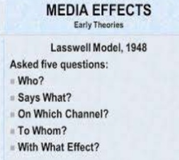 MEDIA EFFECTS
Early Theories
Lasswell Model, 1948
Asked five questions:
Who?
Says What?
On Which Channel?
To Whom?
With What Effect?